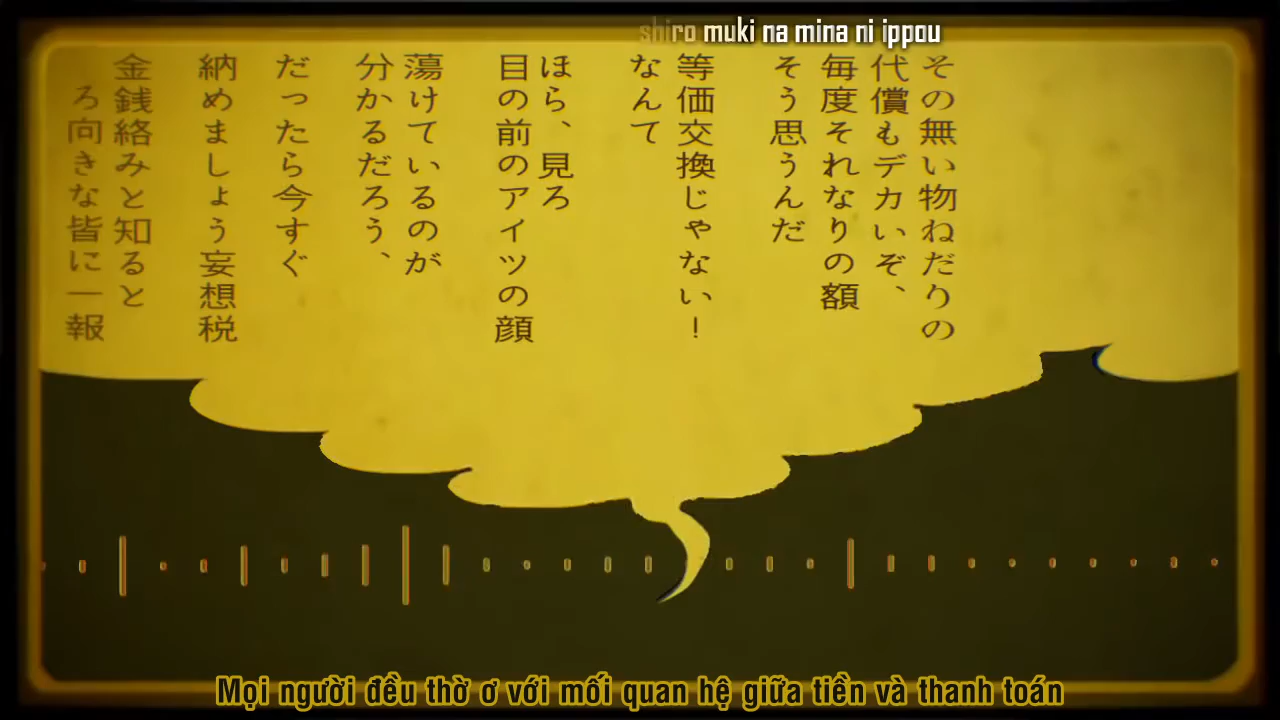 shiro muki na mina ni ippou
その無い物ねだりの
代償もデカいぞ、
毎度それなりの額
そう思うんだ
等価交換じゃない!
なんて
ほら、見ろ
目の前のアイツの顔
蕩けているのが
分かるだろう、
だったら今すぐ
納めましょう妄想税
金銭絡みと知ると
ろ向きな皆に一報
Mọi người đều thờ ơ với mối quan hệ giữa tiền và thanh toán